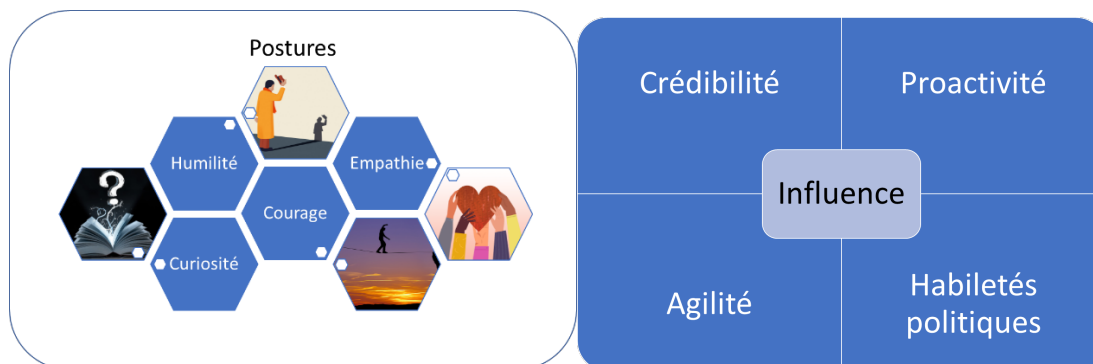 Postures
Humilité
Empathie
Courage
Curiosité
?
Crédibilité
Proactivité
Influence
Agilité
Habiletés
politiques